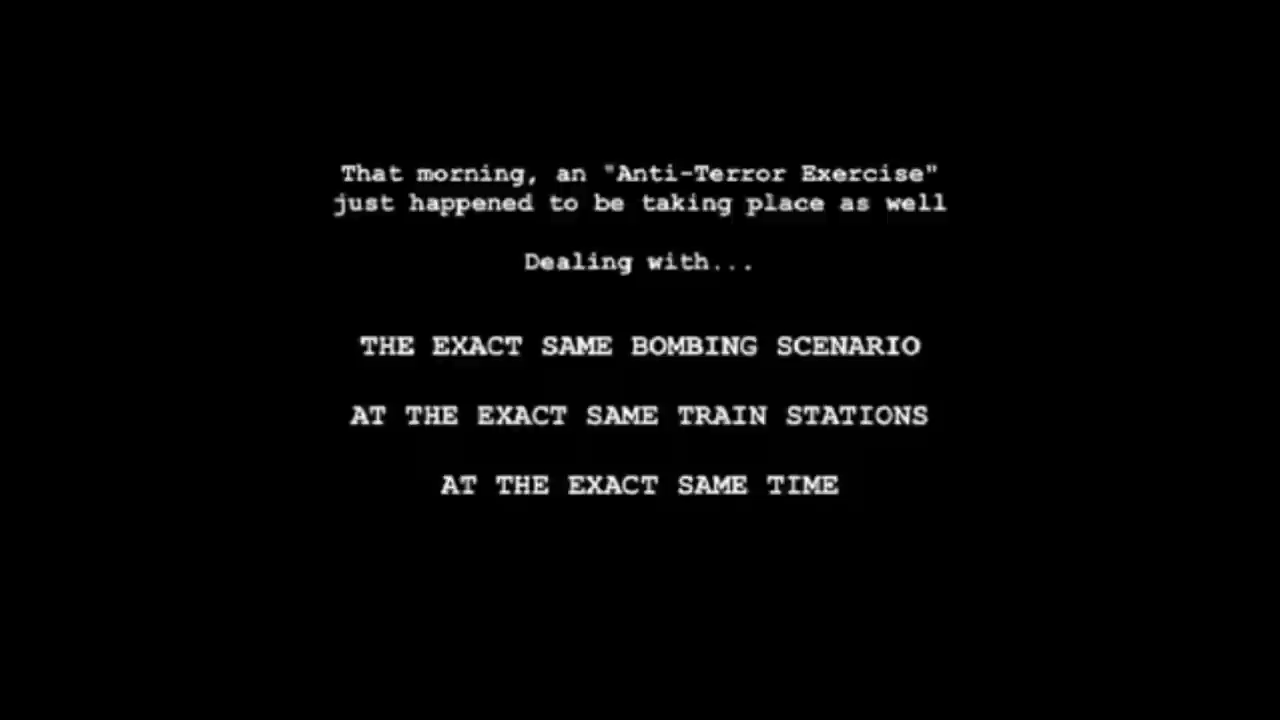 That morning, an "Anti-Terror Exercise"
just happened to be taking place as well
Dealing with...
THE EXACT SAME BOMBING SCENARIO
AT THE EXACT SAME TRAIN STATIONS
AT THE EXACT SAME TIME